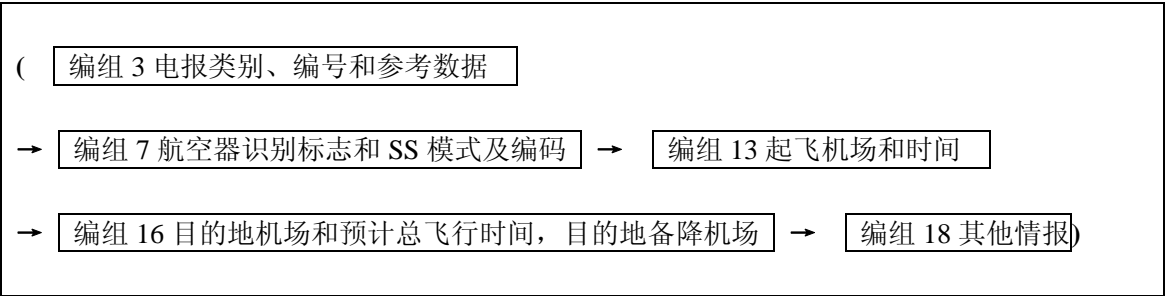 ( 编组 3 电报类别、编号和参考数据
→ 编组 7 航空器识别标志和 SS 模式及编码 → 编组 13 起飞机场和时间
→ 编组 16 目的地机场和预计总飞行时间，目的地备降机场 → 编组 18 其他情报)